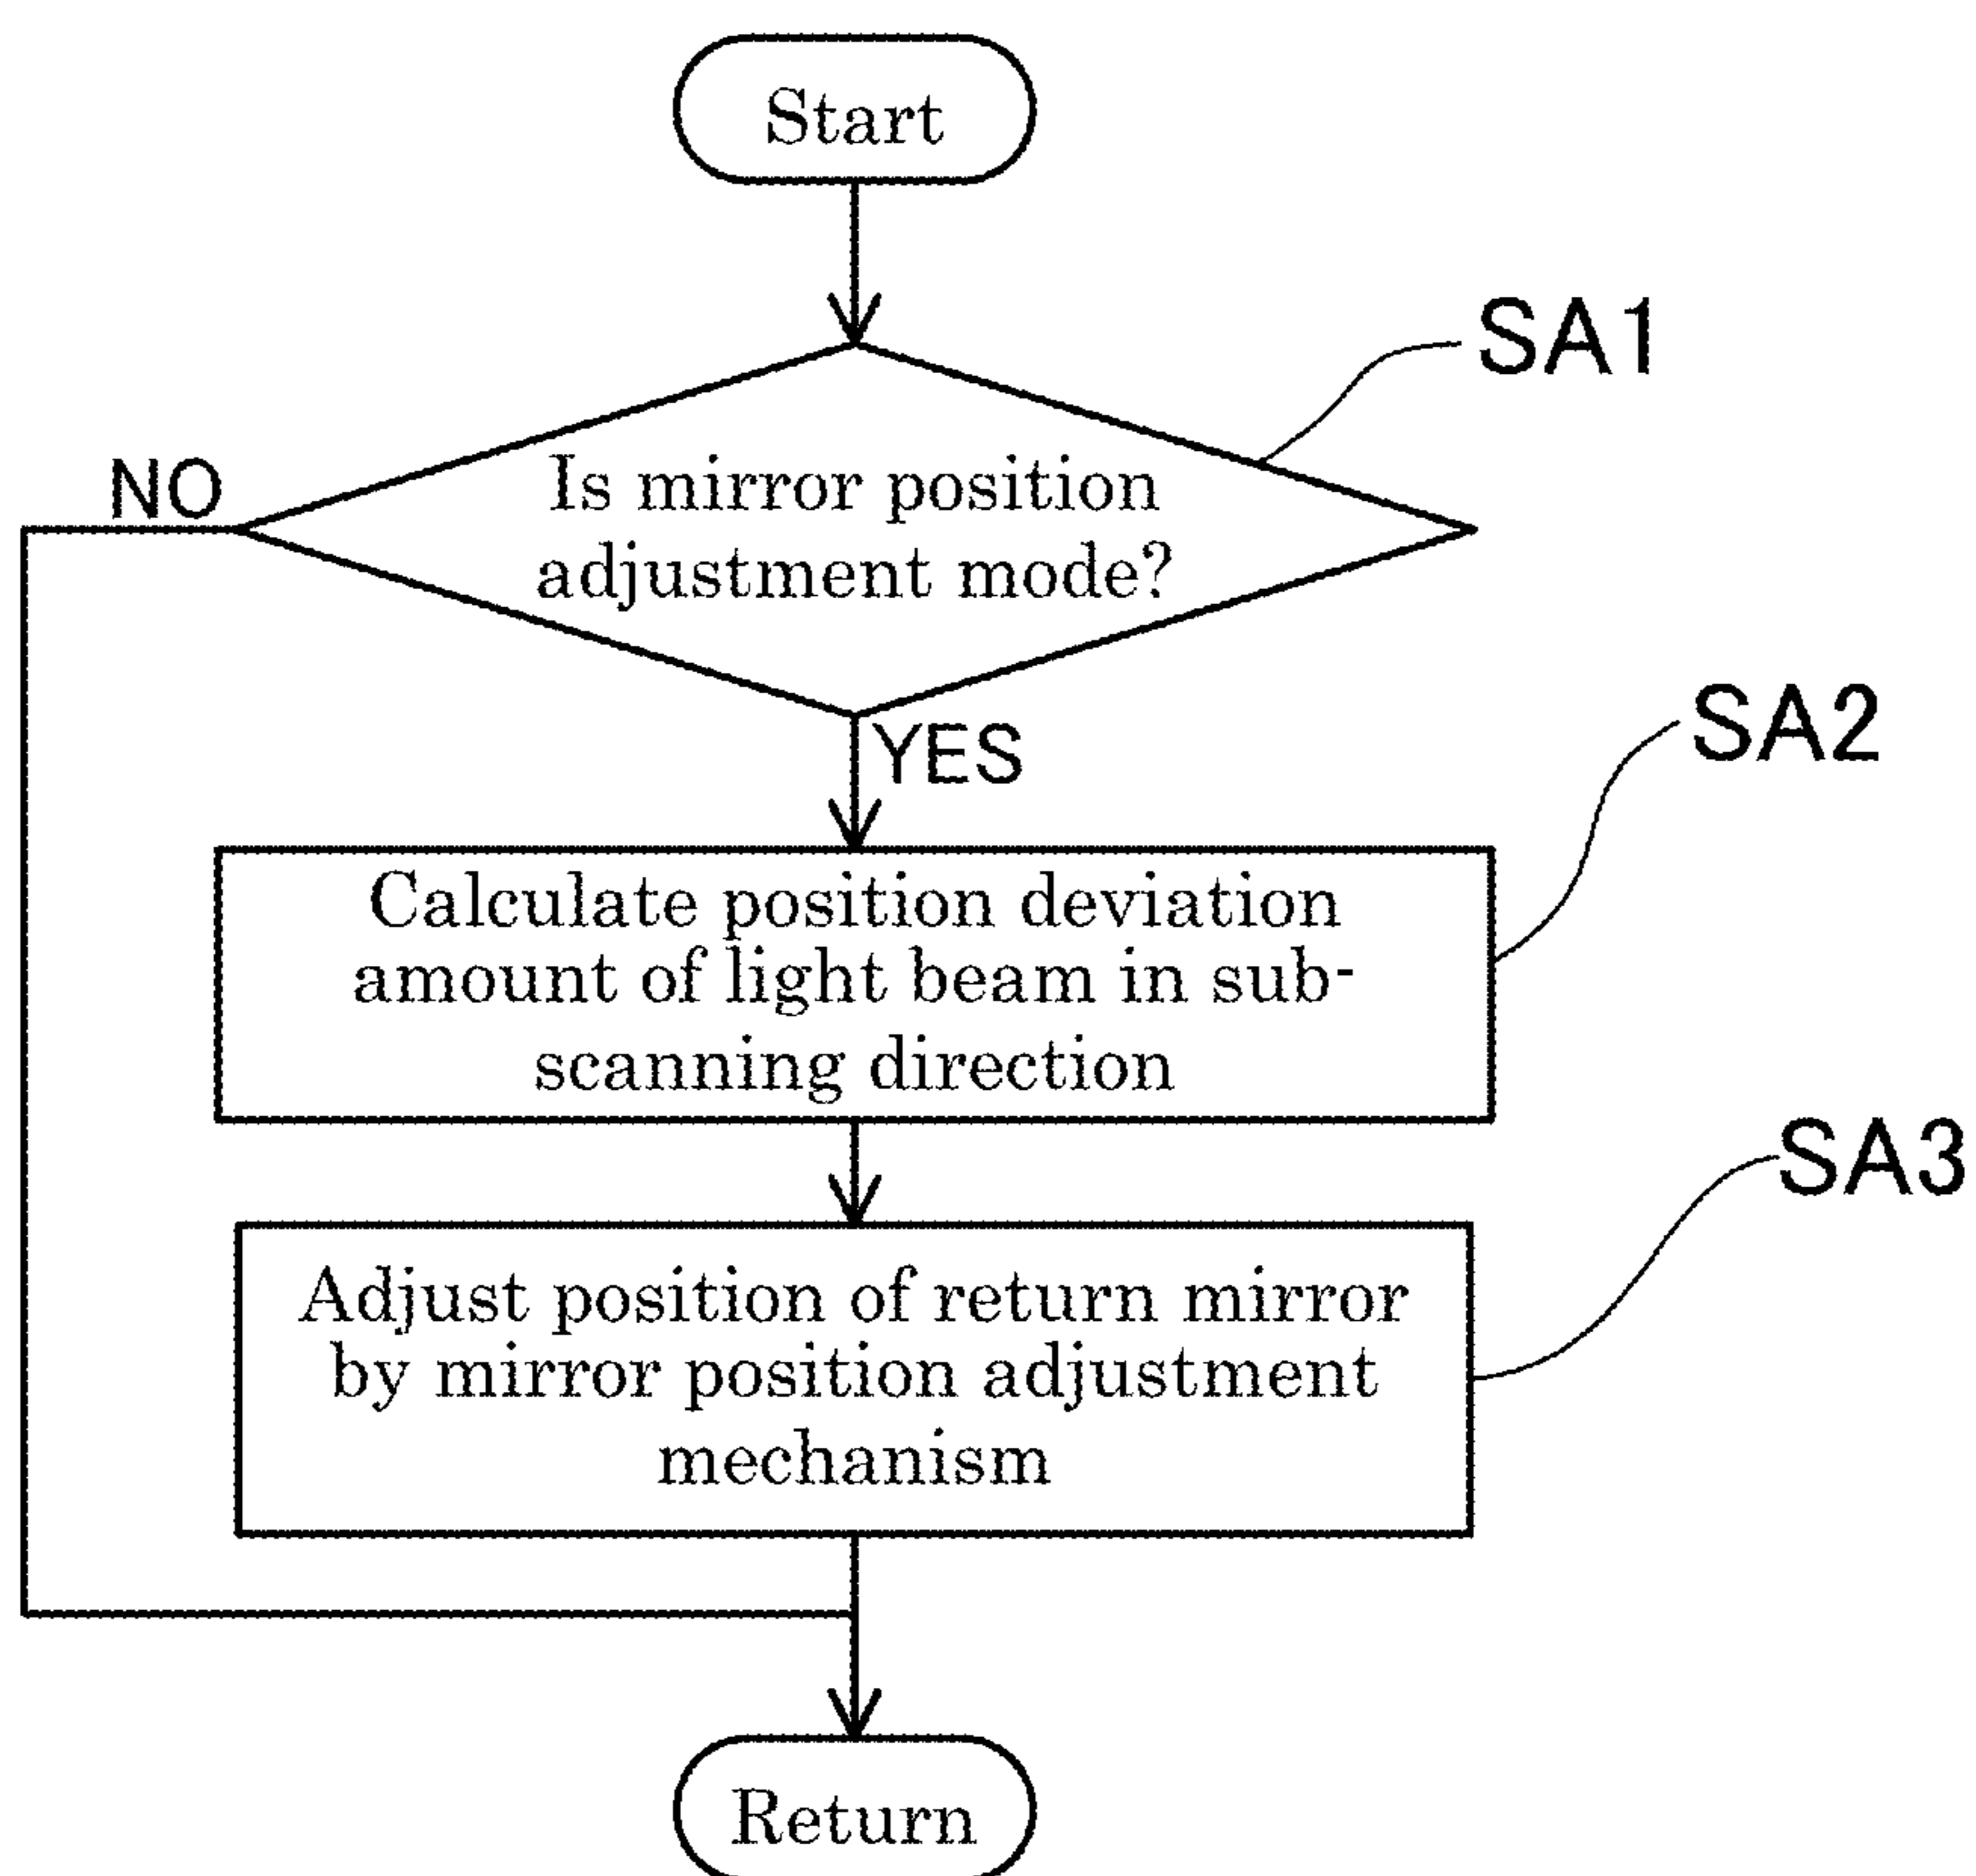 Start
SA1
NO
Is mirror position
adjustment mode?
YES
SA2
Calculate position deviation
amount of light beam in sub-
scanning direction
SA3
Adjust position of return mirror
by mirror position adjustment
mechanism
Return